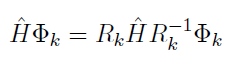 $\hat{H}\Phi_k = R_k \hat{H} R_k^{-1} \Phi_k$